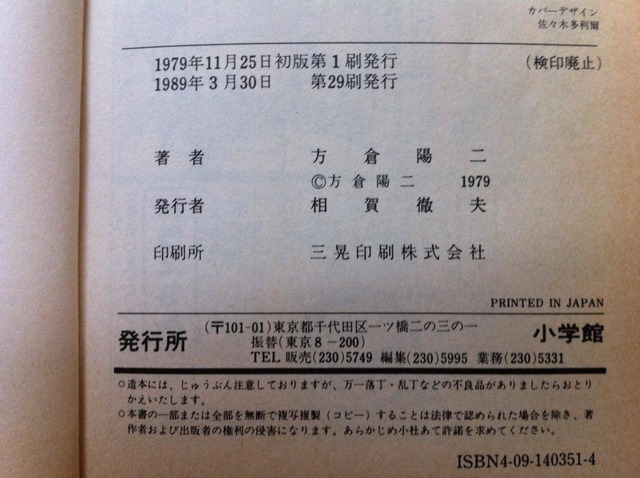 カバーデザイン
佐々木多利爾
1979年11月25日初版第1刷発行 (検印廃止)
1989年3月30日 第29刷発行
著者 方倉陽二
©方倉陽二 1979
発行者 相賀徹夫
印刷所 三晃印刷株式会社
PRINTED IN JAPAN
発行所 (〒101-01)東京都千代田区一ツ橋二の三の一 小学館
振替(東京8-200)
TEL 販売(230)5749 編集(230)5995 業務(230)5331
○造本には、じゅうぶん注意しておりますが、万一落丁・乱丁などの不良品がありましたらおとり
かえいたします。
○本書の一部または全部を無断で複写複製(コピー)することは法律で認められた場合を除き、著
作者および出版者の権利の侵害になります。あらかじめ小社あて許諾を求めてください。
ISBN4-09-140351-4